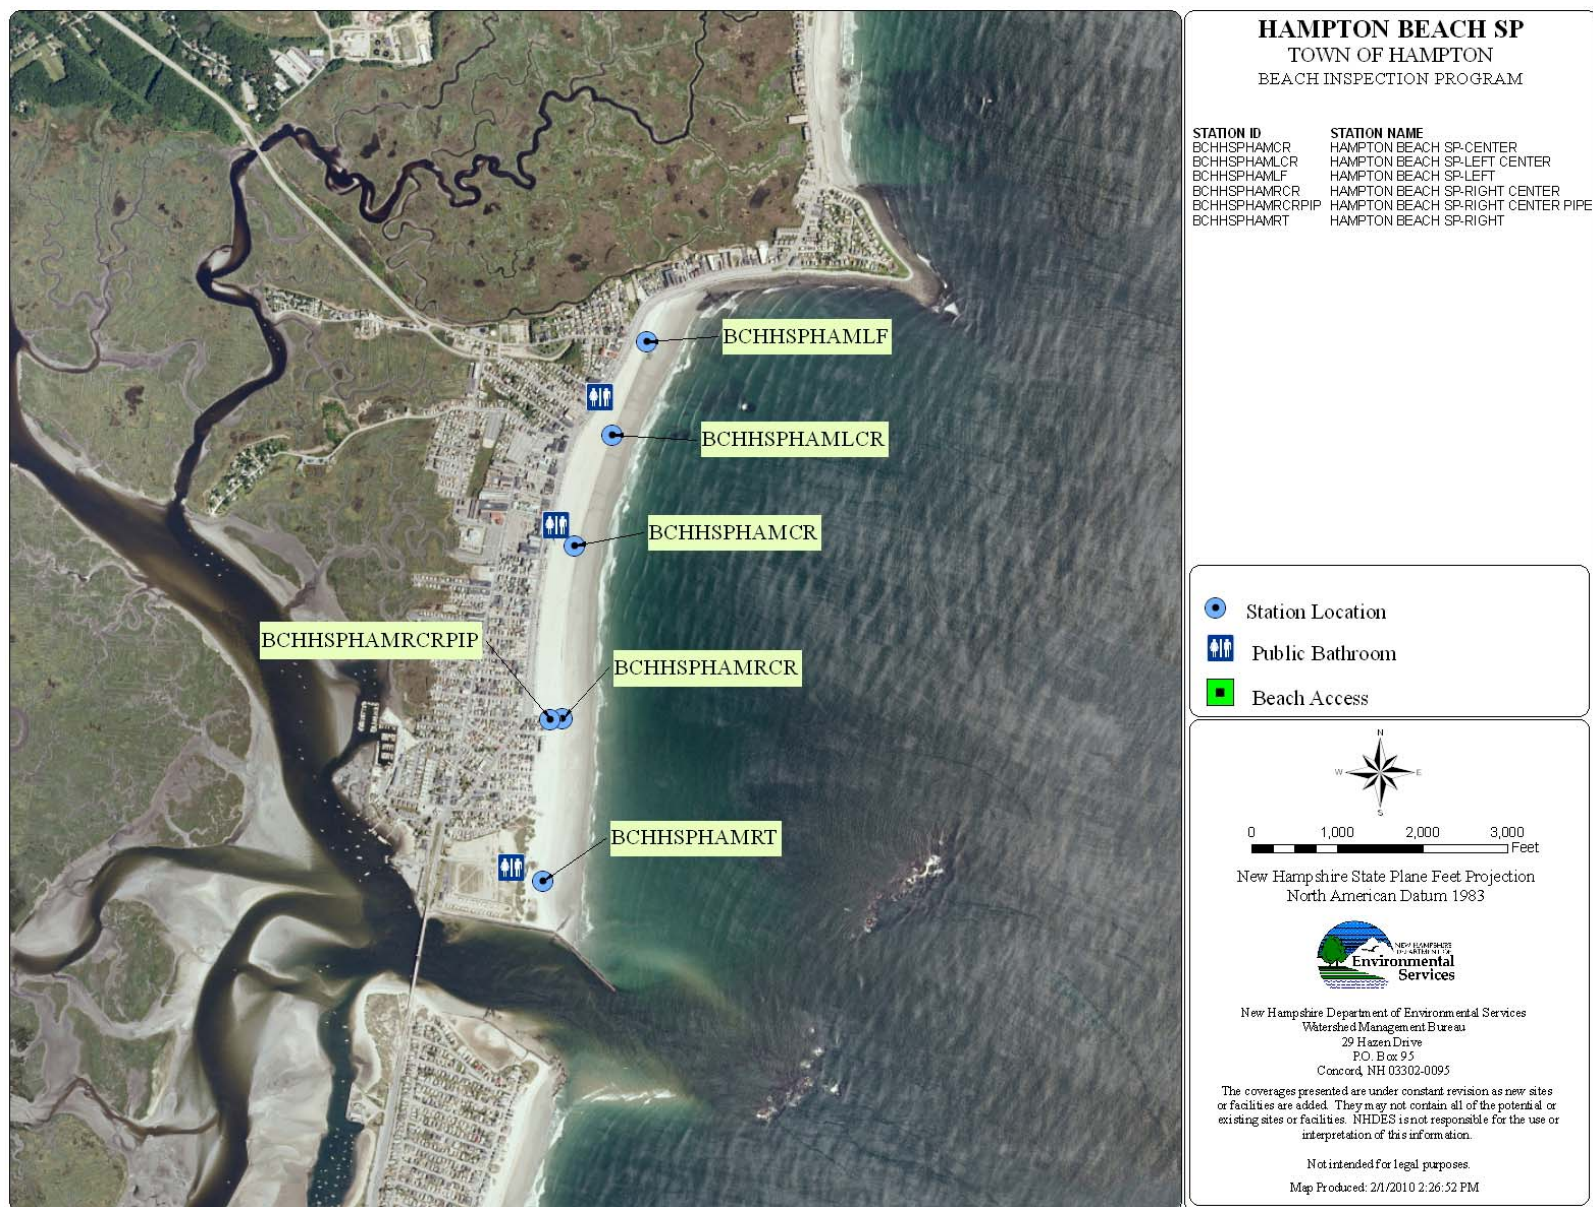 HAMPTON BEACH SP
TOWN OF HAMPTON
BEACH INSPECTION PROGRAM
STATION ID STATION NAME
BCHHSPHAMCR HAMPTON BEACH SP-CENTER
BCHHSPHAMLCR HAMPTON BEACH SP-LEFT CENTER
BCHHSPHAMLF HAMPTON BEACH SP-LEFT
BCHHSPHAMRCR HAMPTON BEACH SP-RIGHT CENTER
BCHHSPHAMRCRPIP HAMPTON BEACH SP-RIGHT CENTER PIPE
BCHHSPHAMRT HAMPTON BEACH SP-RIGHT
BCHHSPHAMLF
BCHHSPHAMLCR
BCHHSPHAMCR
BCHHSPHAMRCRPIP
BCHHSPHAMRCR
BCHHSPHAMRT
Station Location
Public Bathroom
Beach Access
N
W E
S
0 1,000 2,000 3,000
Feet
New Hampshire State Plane Feet Projection
North American Datum 1983
NEW HAMPSHIRE
DEPARTMENT OF
Environmental
Services
New Hampshire Department of Environmental Services
Watershed Management Bureau
29 Hazen Drive
P.O. Box 95
Concord, NH 03302-0095
The coverages presented are under constant revision as new sites
or facilities are added. They may not contain all of the potential or
existing sites or facilities. NHDES is not responsible for the use or
interpretation of this information.
Not intended for legal purposes.
Map Produced: 2/1/2010 2:26:52 PM